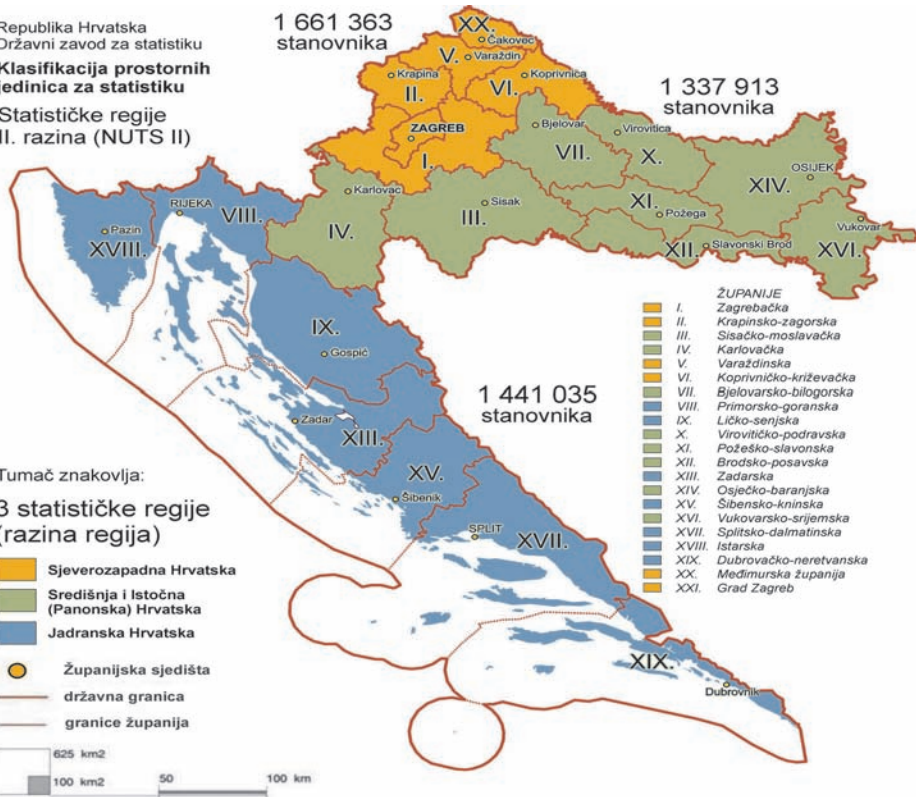 Republika Hrvatska
Državni zavod za statistiku
Klasifikacija prostornih
jedinica za statistiku
Statističke regije
II. razina (NUTS II)
1 661 363
stanovnika
1 337 913
stanovnika
1 441 035
stanovnika
XX.
Čakovec
V.
Varaždin
Krapina
II.
VI.
Koprivnica
ZAGREB
I.
Bjelovar
VII.
Virovitica
X.
OSIJEK
XIV.
Karlovac
IV.
Sisak
III.
XI.
Požega
Vukovar
XII.
Slavonski Brod
XVI.
RIJEKA
VIII.
Pazin
XVIII.
IX.
Gospić
Zadar
XIII.
XV.
Šibenik
SPLIT
XVII.
XIX.
Dubrovnik
ŽUPANIJE
I. Zagrebačka
II. Krapinsko-zagorska
III. Sisačko-moslavačka
IV. Karlovačka
V. Varaždinska
VI. Koprivničko-križevačka
VII. Bjelovarsko-bilogorska
VIII. Primorsko-goranska
IX. Ličko-senjska
X. Virovitičko-podravska
XI. Požeško-slavonska
XII. Brodsko-posavska
XIII. Zadarska
XIV. Osječko-baranjska
XV. Šibensko-kninska
XVI. Vukovarsko-srijemska
XVII. Splitsko-dalmatinska
XVIII. Istarska
XIX. Dubrovačko-neretvanska
XX. Međimurska županija
XXI. Grad Zagreb
Tumač znakovlja:
3 statističke regije
(razina regija)
Sjeverozapadna Hrvatska
Središnja i Istočna
(Panonska) Hrvatska
Jadranska Hrvatska
Županijska sjedišta
državna granica
granice županija
625 km2
100 km2
50
100 km